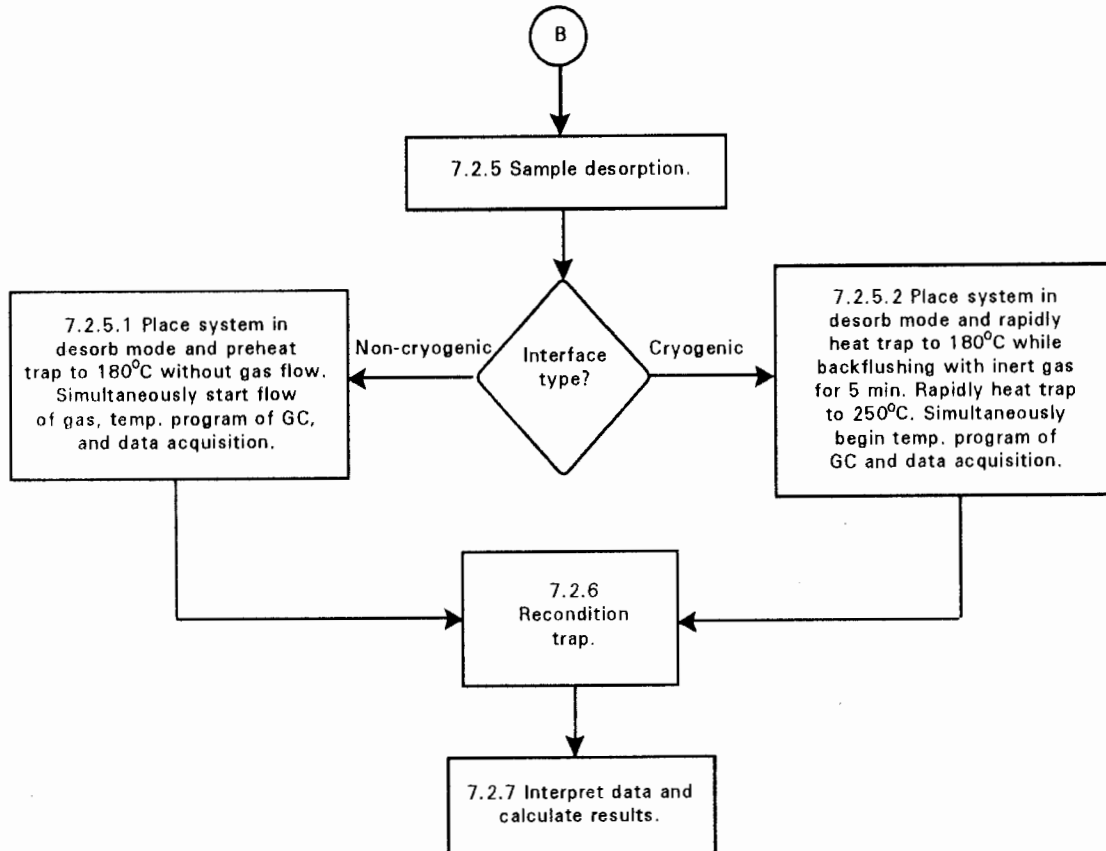 B
7.2.5 Sample desorption.
7.2.5.1 Place system in
desorb mode and preheat
trap to 180⁰C without gas flow.
Simultaneously start flow
of gas, temp. program of GC,
and data acquisition.
Non-cryogenic
Interface
type?
Cryogenic
7.2.5.2 Place system in
desorb mode and rapidly
heat trap to 180⁰C while
backflushing with inert gas
for 5 min. Rapidly heat trap
to 250⁰C. Simultaneously
begin temp. program of
GC and data acquisition.
7.2.6
Recondition
trap.
7.2.7 Interpret data and
calculate results.